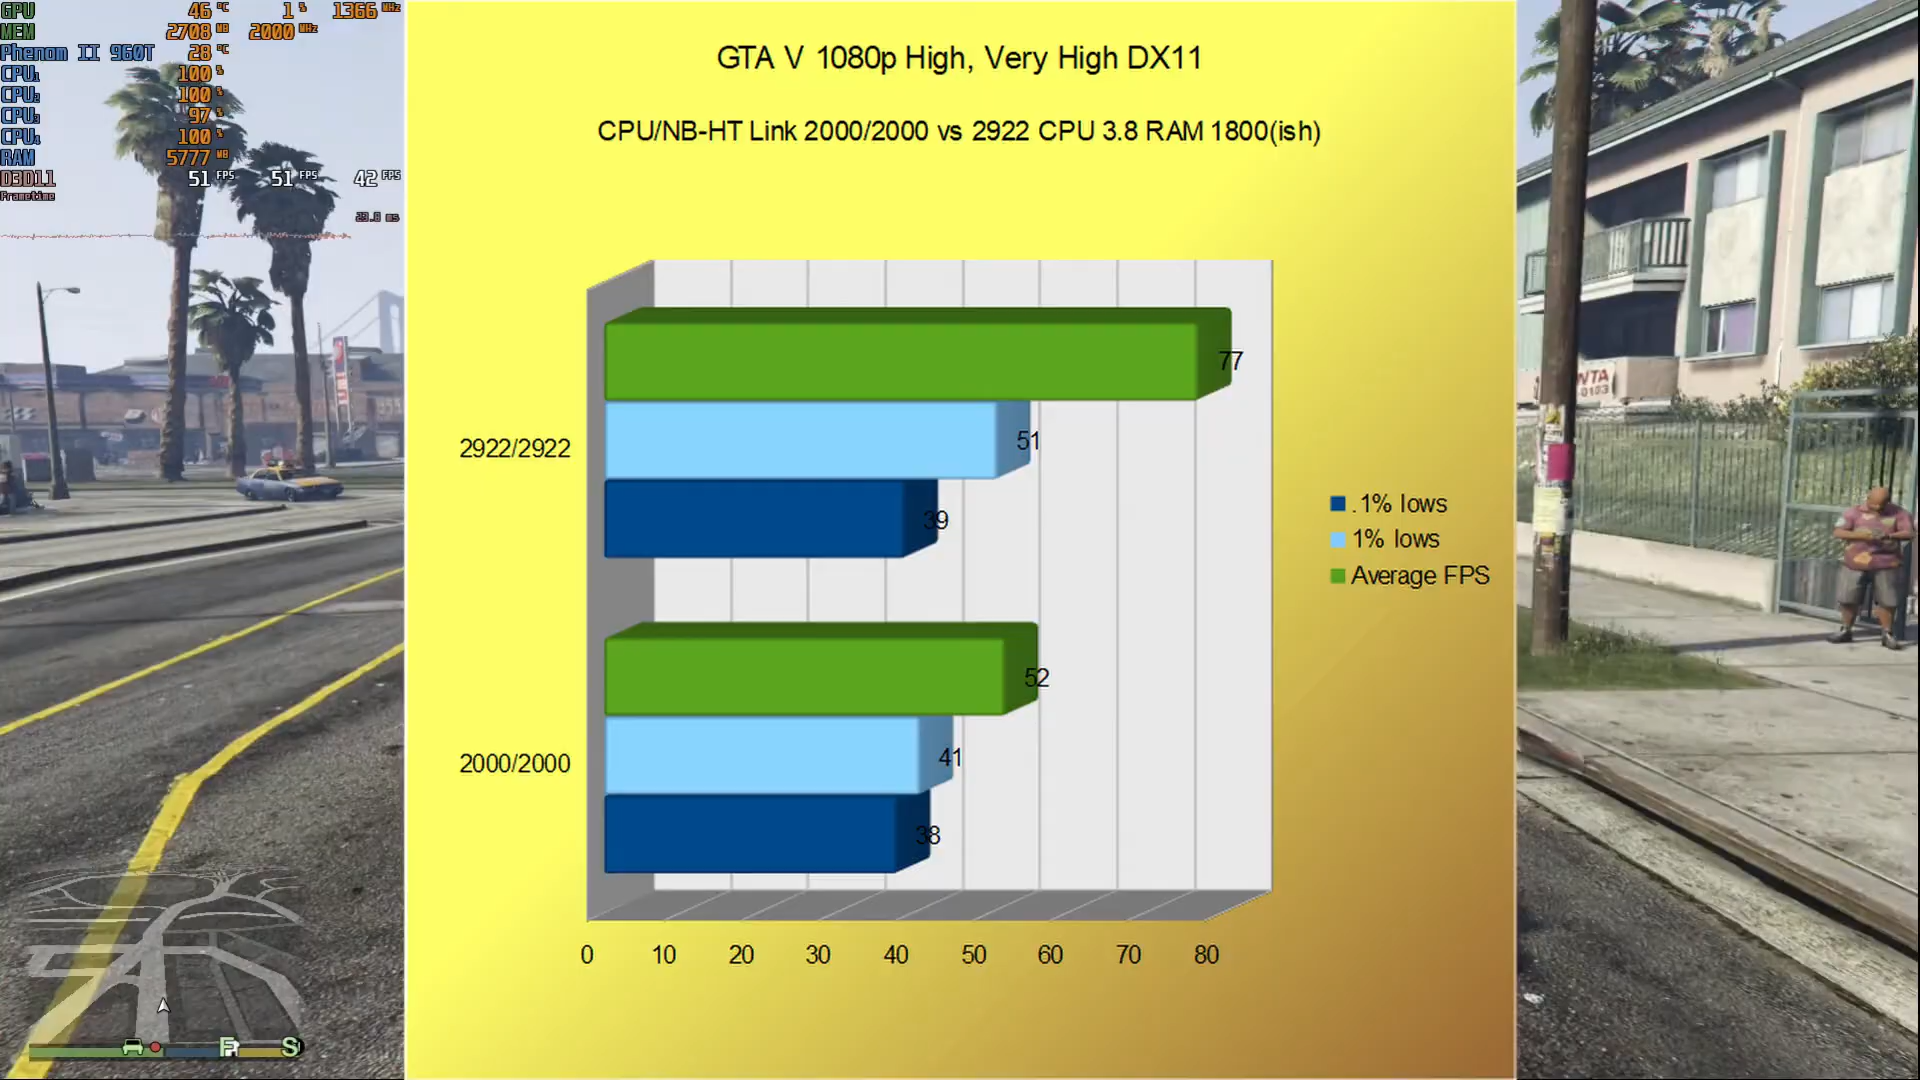 GPU 46 °C 1 % 1366 MHz
MEM 2708 MB 2000 MHz
Phenom II 960T 28 °C
CPU1 100 %
CPU2 100 %
CPU3 97 %
CPU4 100 %
RAM 5777 MB
D3D11 51 FPS 51 FPS 42 FPS
Frametime
23.8 ms
GTA V 1080p High, Very High DX11
CPU/NB-HT Link 2000/2000 vs 2922 CPU 3.8 RAM 1800(ish)
77
2922/2922
51
39
52
2000/2000
41
38
0 10 20 30 40 50 60 70 80
.1% lows
1% lows
Average FPS
F
S